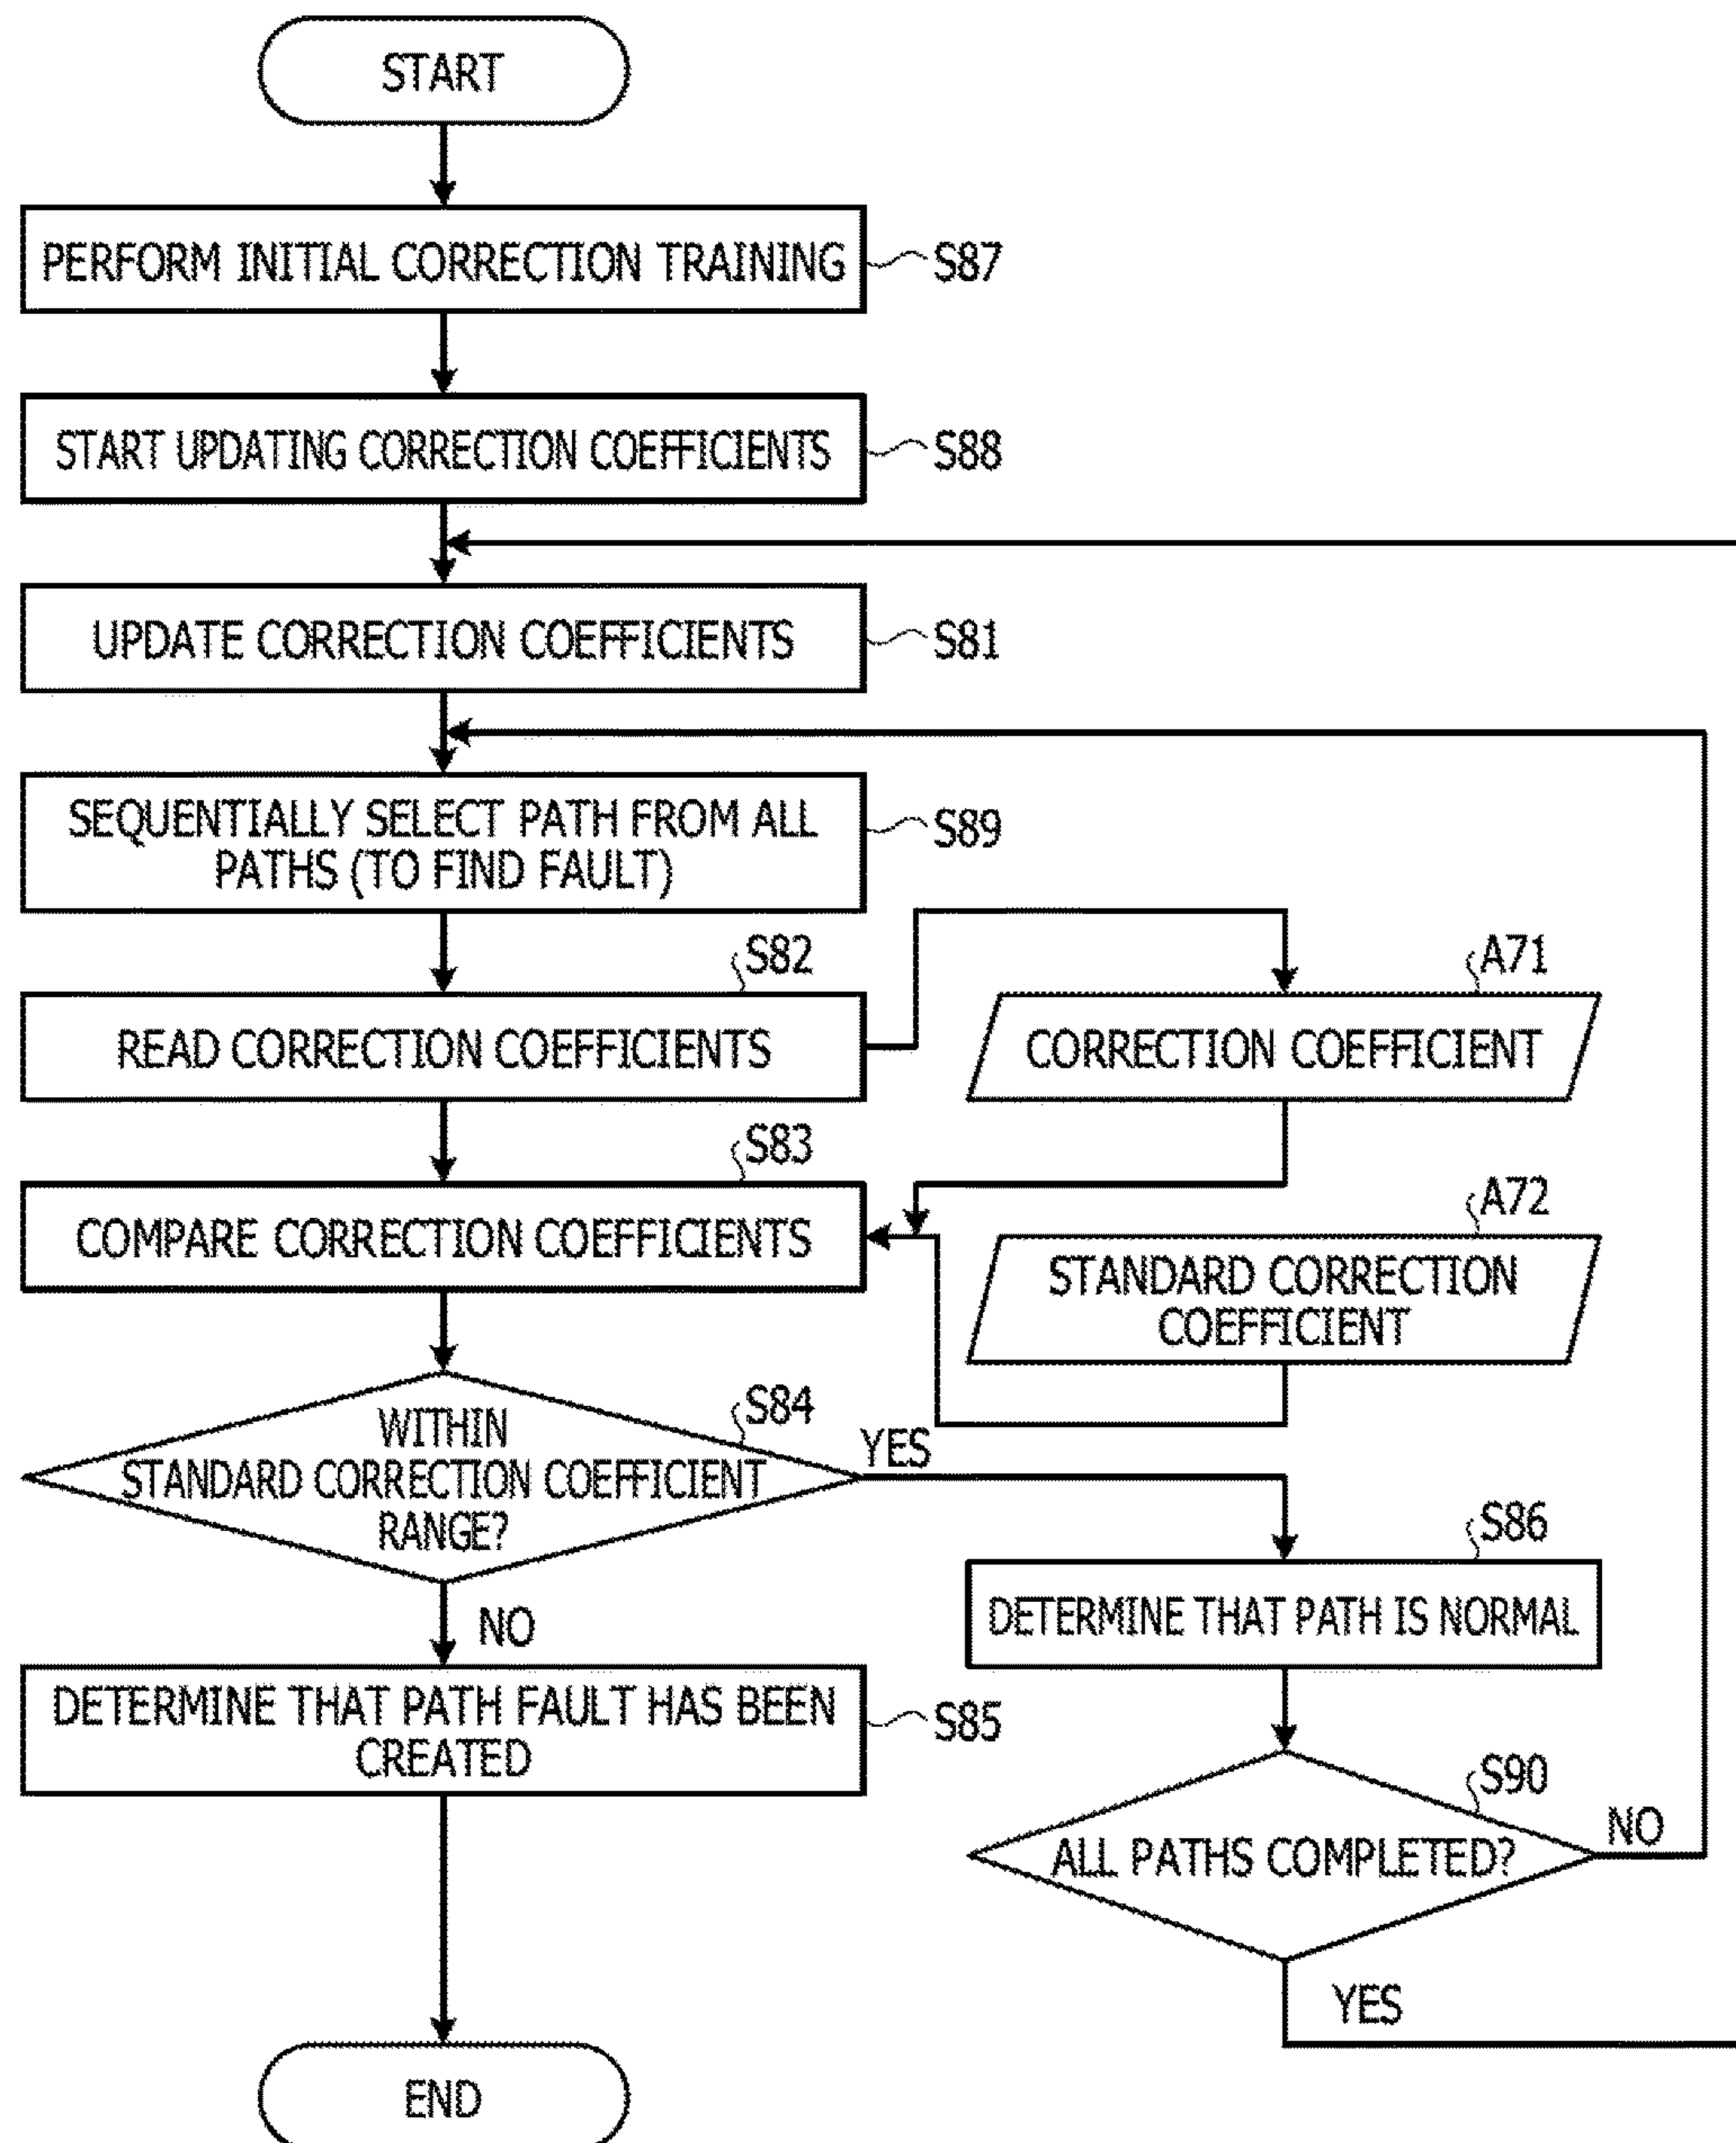 START
PERFORM INITIAL CORRECTION TRAINING
S87
START UPDATING CORRECTION COEFFICIENTS
S88
UPDATE CORRECTION COEFFICIENTS
S81
SEQUENTIALLY SELECT PATH FROM ALL
PATHS (TO FIND FAULT)
S89
S82
READ CORRECTION COEFFICIENTS
A71
CORRECTION COEFFICIENT
S83
COMPARE CORRECTION COEFFICIENTS
A72
STANDARD CORRECTION
COEFFICIENT
S84
WITHIN
STANDARD CORRECTION COEFFICIENT
RANGE?
YES
NO
S86
DETERMINE THAT PATH IS NORMAL
DETERMINE THAT PATH FAULT HAS BEEN
CREATED
S85
S90
ALL PATHS COMPLETED?
NO
YES
END